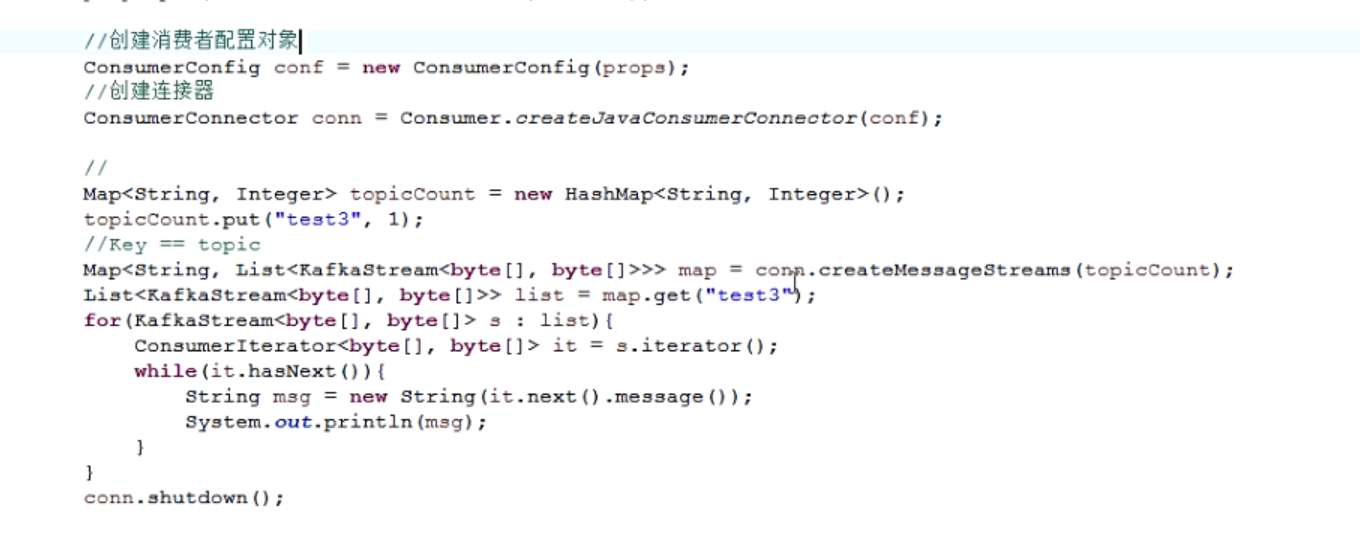 //创建消费者配置对象
ConsumerConfig conf = new ConsumerConfig(props);
//创建连接器
ConsumerConnector conn = Consumer.createJavaConsumerConnector(conf);
//
Map<String, Integer> topicCount = new HashMap<String, Integer>();
topicCount.put("test3", 1);
//Key == topic
Map<String, List<KafkaStream<byte[], byte[]>>> map = conn.createMessageStreams(topicCount);
List<KafkaStream<byte[], byte[]>> list = map.get("test3");
for(KafkaStream<byte[], byte[]> s : list){
ConsumerIterator<byte[], byte[]> it = s.iterator();
while(it.hasNext()){
String msg = new String(it.next().message());
System.out.println(msg);
}
}
conn.shutdown();